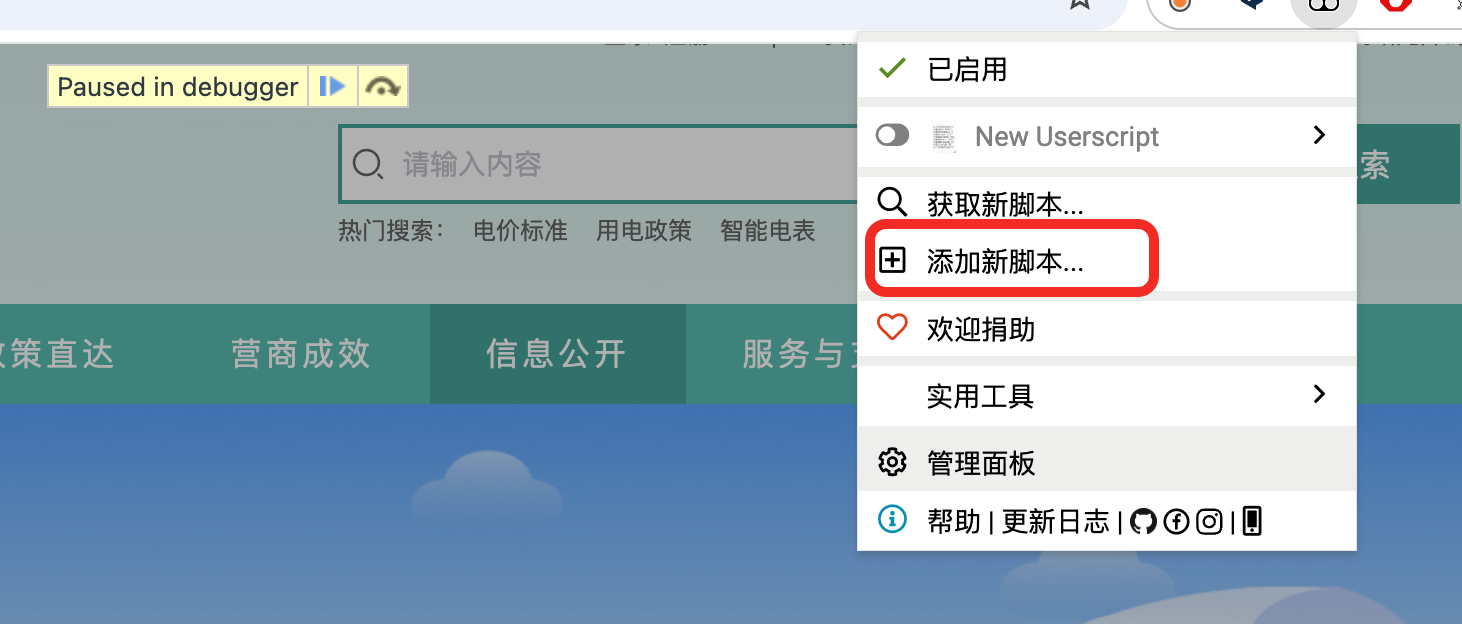 Paused in debugger
请输入内容
索
热门搜索： 电价标准 用电政策 智能电表
策直达 营商成效 信息公开 服务与
已启用
New Userscript
获取新脚本...
添加新脚本...
欢迎捐助
实用工具
管理面板
帮助 | 更新日志 | |